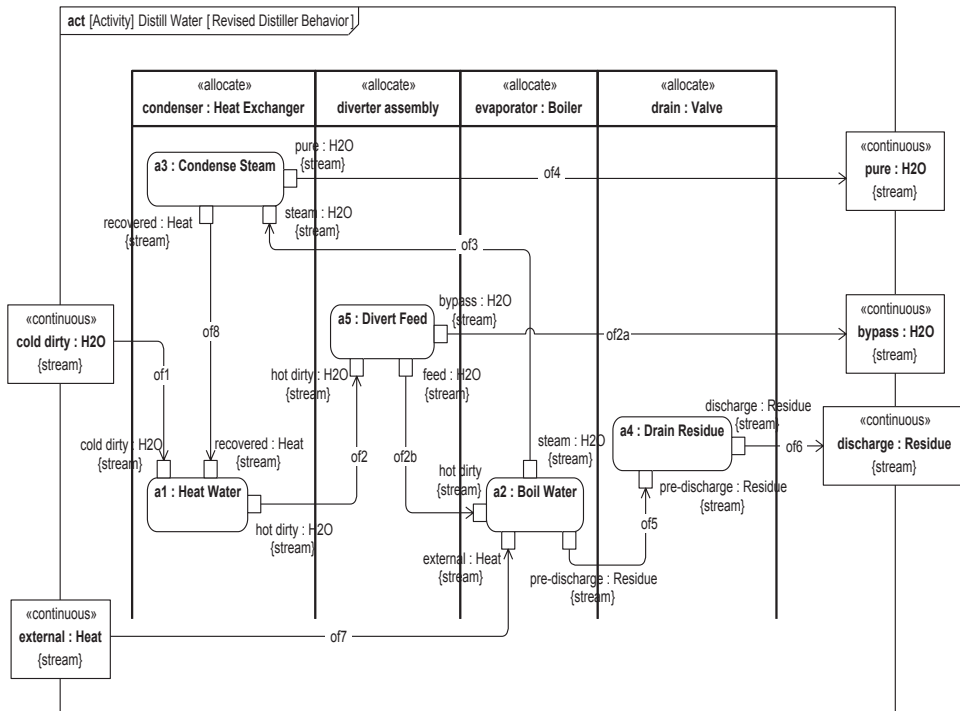 act [Activity] Distill Water [ Revised Distiller Behavior ]
«allocate»
condenser : Heat Exchanger
«allocate»
diverter assembly
«allocate»
evaporator : Boiler
«allocate»
drain : Valve
a3 : Condense Steam
pure : H2O
{stream}
of4
«continuous»
pure : H2O
{stream}
recovered : Heat
{stream}
steam : H2O
{stream}
of3
«continuous»
cold dirty : H2O
{stream}
of1
of8
a5 : Divert Feed
bypass : H2O
{stream}
of2a
«continuous»
bypass : H2O
{stream}
hot dirty : H2O
{stream}
feed : H2O
{stream}
discharge : Residue
{stream}
a4 : Drain Residue
of6
«continuous»
discharge : Residue
{stream}
cold dirty : H2O
{stream}
recovered : Heat
{stream}
of2
of2b
steam : H2O
{stream}
hot dirty
pre-discharge : Residue
{stream}
a1 : Heat Water
a2 : Boil Water
hot dirty : H2O
{stream}
of5
external : Heat
{stream}
pre-discharge : Residue
{stream}
«continuous»
external : Heat
{stream}
of7